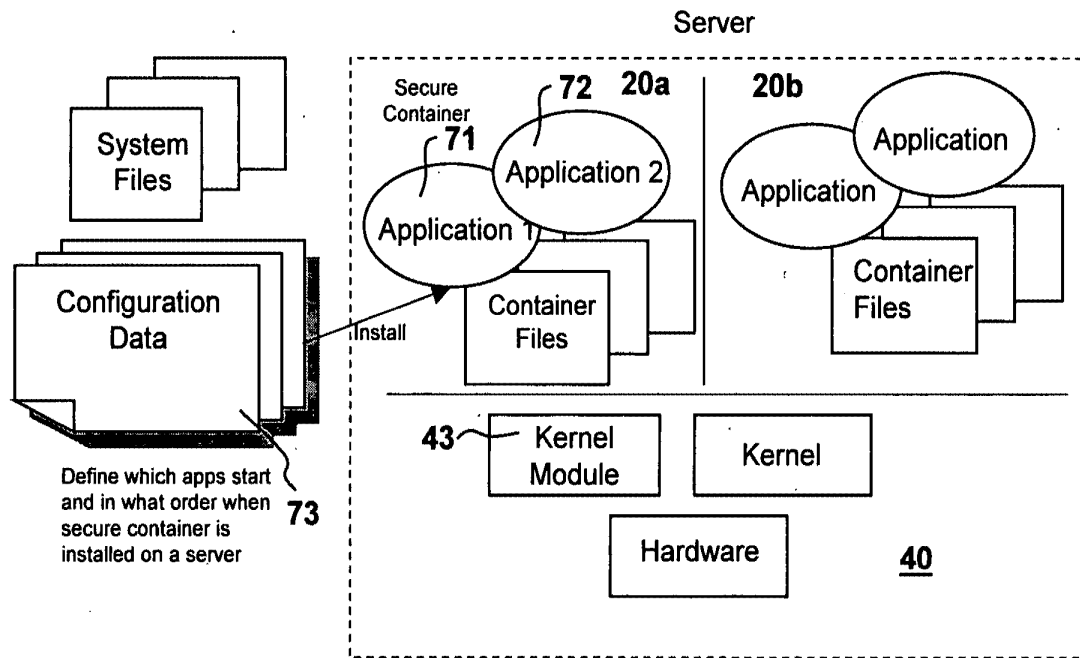 Server
System
Files
Secure
Container
71
72
20a
20b
Application 1
Application 2
Application
Application
Configuration
Data
Install
Container
Files
Container
Files
Define which apps start
and in what order when
secure container is
installed on a server
73
43
Kernel
Module
Kernel
Hardware
40